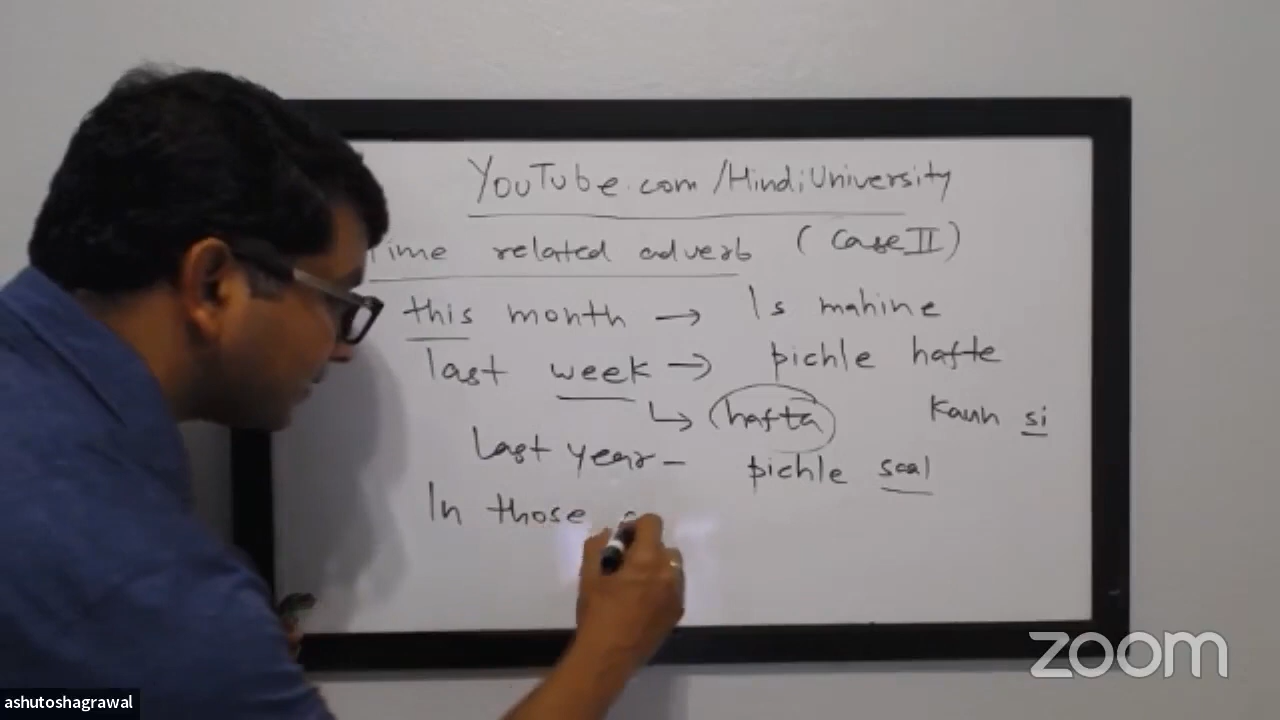 YouTube.com/HindiUniversity
Time related adverb (Case II)
this month → Is mahine
last week → pichle hafte
↳ hafta
Kaun si
Last year - pichle saal
In those
zoom
ashutoshagrawal